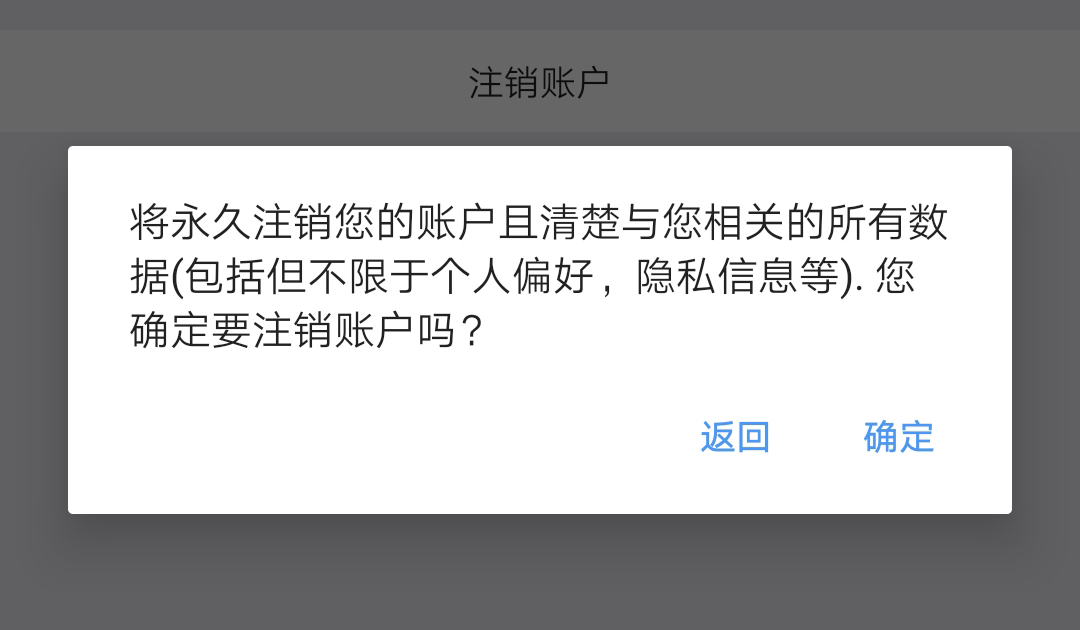 注销账户
将永久注销您的账户且清楚与您相关的所有数
据(包括但不限于个人偏好，隐私信息等). 您
确定要注销账户吗？
返回 确定